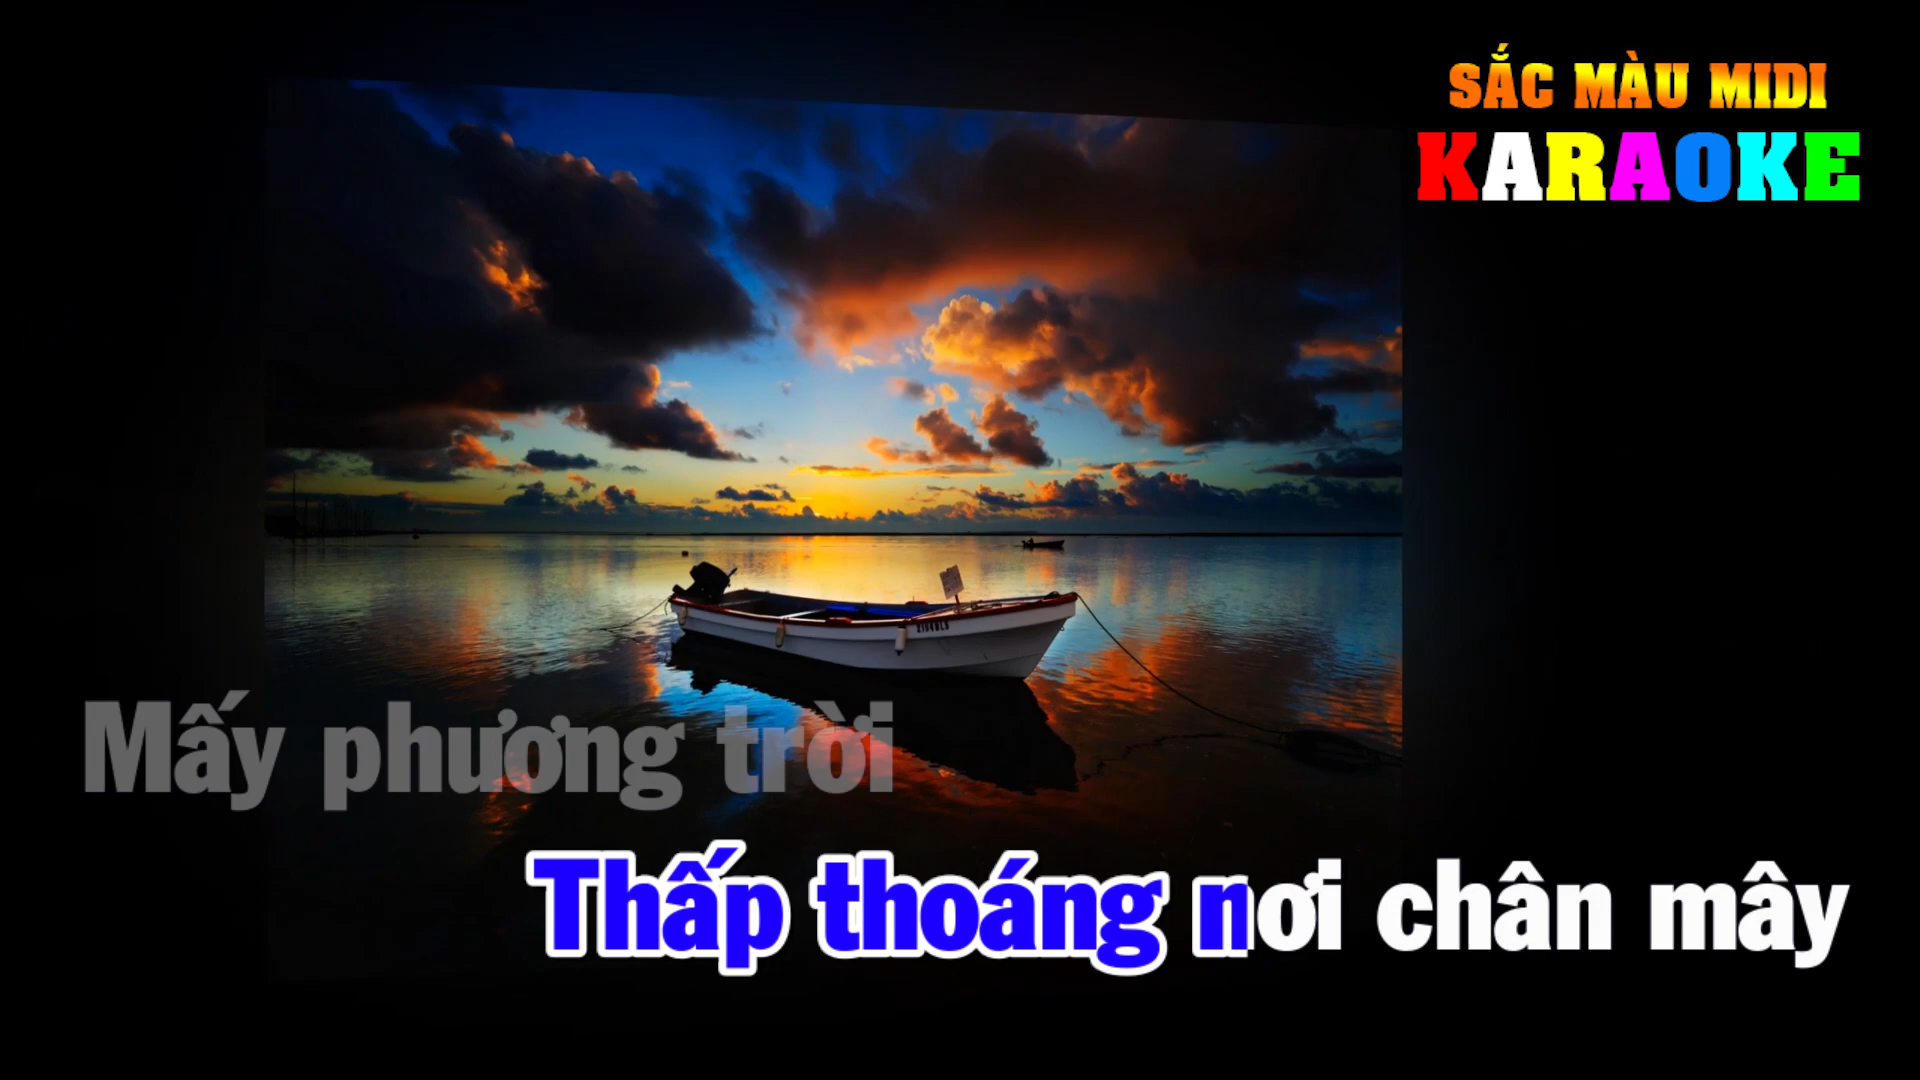 SẮC MÀU MIDI
KARAOKE
Mấy phương trời
Thấp thoáng nơi chân mây